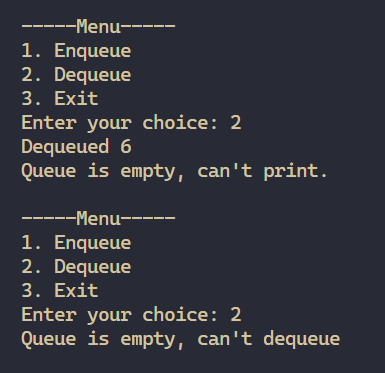 -----Menu-----
1. Enqueue
2. Dequeue
3. Exit
Enter your choice: 2
Dequeued 6
Queue is empty, can't print.
-----Menu-----
1. Enqueue
2. Dequeue
3. Exit
Enter your choice: 2
Queue is empty, can't dequeue